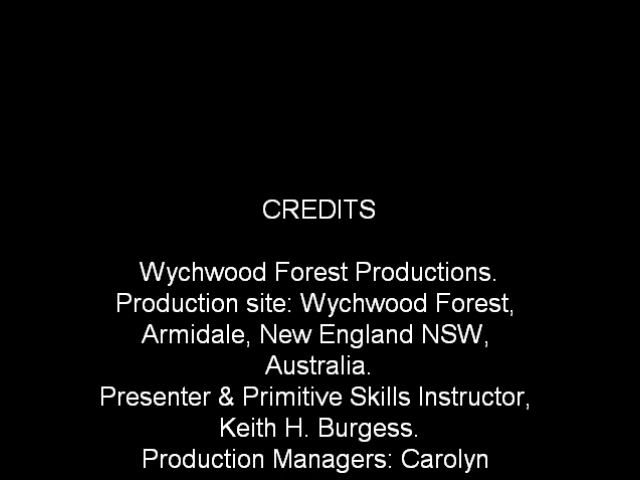 CREDITS
Wychwood Forest Productions.
Production site: Wychwood Forest,
Armidale, New England NSW,
Australia.
Presenter & Primitive Skills Instructor,
Keith H. Burgess.
Production Managers: Carolyn